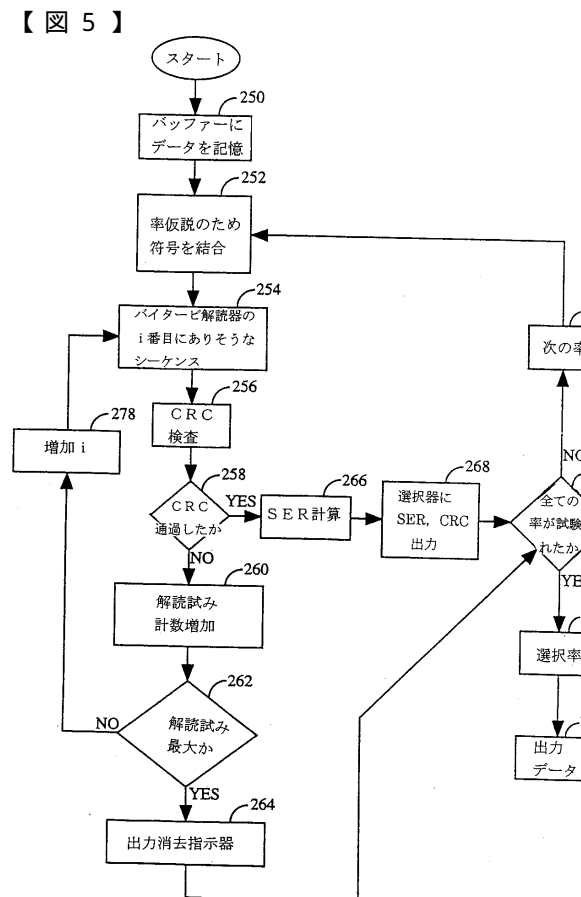 【図5】
スタート
250
バッファーに
データを記憶
252
率仮説のため
符号を結合
254
バイタービ解読器の
i番目にありそうな
シーケンス
256
CRC
検査
278
増加i
258
CRC
通過したか
YES
NO
266
SER計算
268
選択器に
SER, CRC
出力
次の率
NO
全ての
率が試験
れたか
YES
選択率
出力
データ
260
解読試み
計数増加
262
解読試み
最大か
NO
YES
264
出力消去指示器